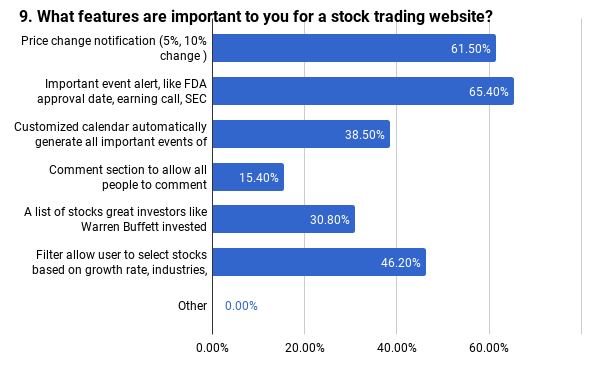 9. What features are important to you for a stock trading website?
Price change notification (5%, 10%
change )
61.50%
Important event alert, like FDA
approval date, earning call, SEC
65.40%
Customized calendar automatically
generate all important events of
38.50%
Comment section to allow all
people to comment
15.40%
A list of stocks great investors like
Warren Buffett invested
30.80%
Filter allow user to select stocks
based on growth rate, industries,
46.20%
Other
0.00%
0.00% 20.00% 40.00% 60.00%